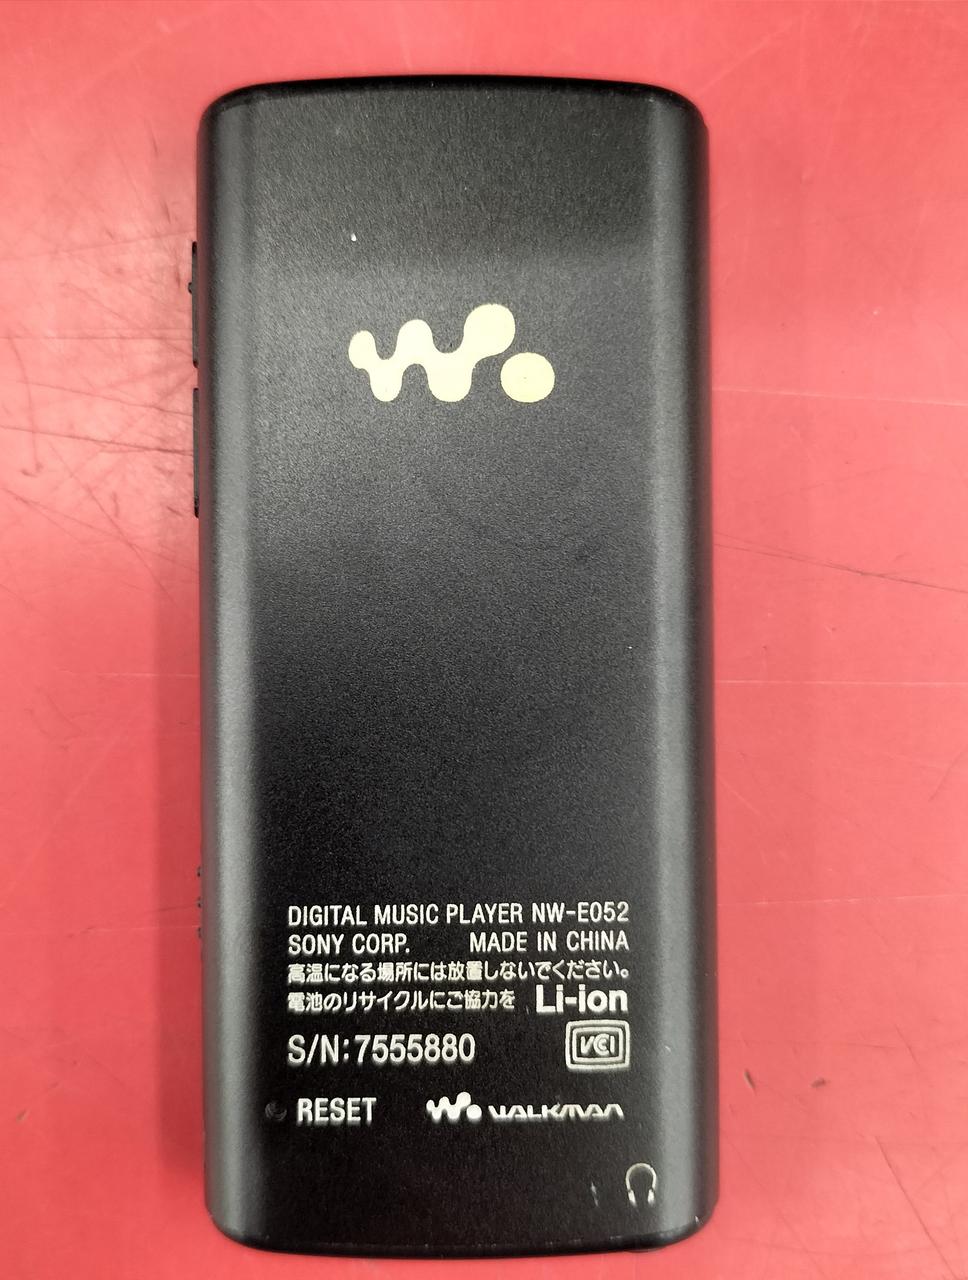 DIGITAL MUSIC PLAYER NW-E052
SONY CORP. MADE IN CHINA
高温になる場所には放置しないでください。
電池のリサイクルにご協力を Li-ion
S/N:7555880 VCI
RESET WALKMAN